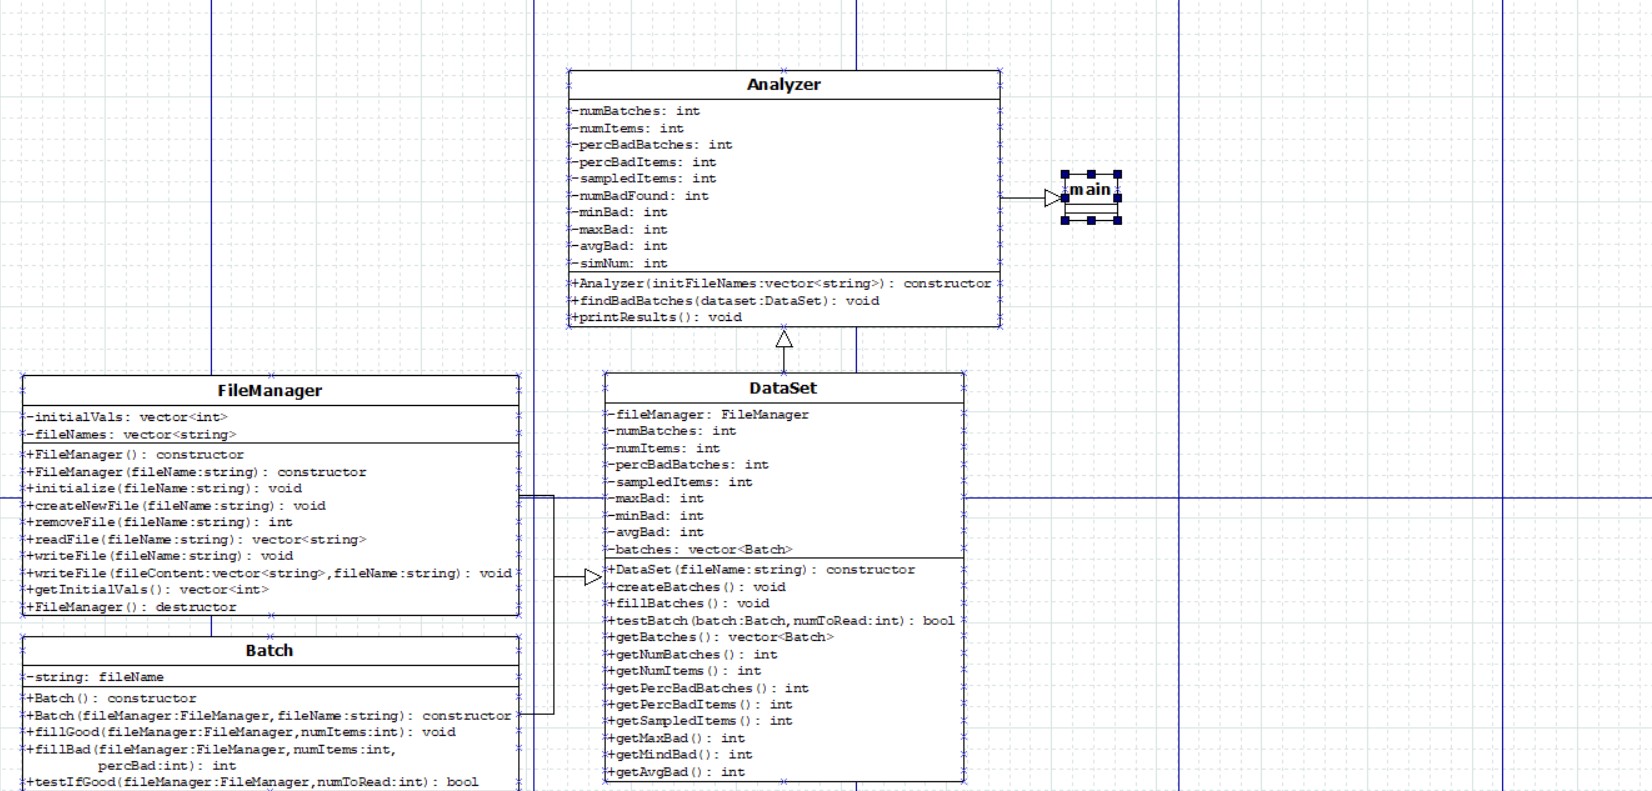 Analyzer
-numBatches: int
-numItems: int
-percBadBatches: int
-percBadItems: int
-sampledItems: int
-numBadFound: int
-minBad: int
-maxBad: int
-avgBad: int
-simNum: int
+Analyzer(initFileNames:vector<string>): constructor
+findBadBatches(dataset:DataSet): void
+printResults(): void
main
FileManager
-initialVals: vector<int>
-fileNames: vector<string>
+FileManager(): constructor
+FileManager(fileName:string): constructor
+initialize(fileName:string): void
+createNewFile(fileName:string): void
+removeFile(fileName:string): int
+readFile(fileName:string): vector<string>
+writeFile(fileName:string): void
+writeFile(fileContent:vector<string>,fileName:string): void
+getInitialVals(): vector<int>
+FileManager(): destructor
Batch
-string: fileName
+Batch(): constructor
+Batch(fileManager:FileManager,fileName:string): constructor
+fillGood(fileManager:FileManager,numItems:int): void
+fillBad(fileManager:FileManager,numItems:int,
percBad:int): int
+testIfGood(fileManager:FileManager,numToRead:int): bool
DataSet
-fileManager: FileManager
-numBatches: int
-numItems: int
-percBadBatches: int
-sampledItems: int
-maxBad: int
-minBad: int
-avgBad: int
-batches: vector<Batch>
+DataSet(fileName:string): constructor
+createBatches(): void
+fillBatches(): void
+testBatch(batch:Batch,numToRead:int): bool
+getBatches(): vector<Batch>
+getNumBatches(): int
+getNumItems(): int
+getPercBadBatches(): int
+getPercBadItems(): int
+getSampledItems(): int
+getMaxBad(): int
+getMindBad(): int
+getAvgBad(): int